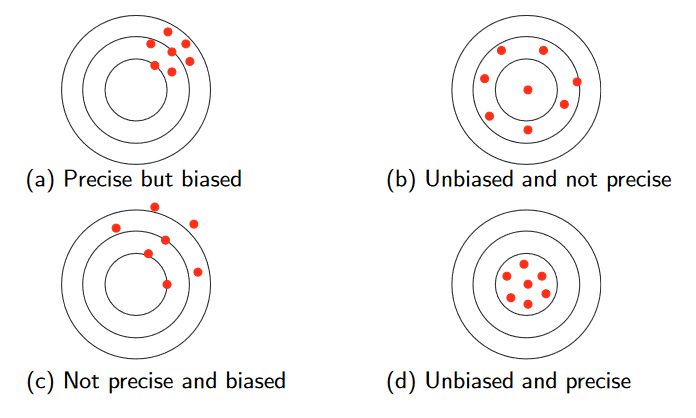 (a) Precise but biased
(b) Unbiased and not precise
(c) Not precise and biased
(d) Unbiased and precise